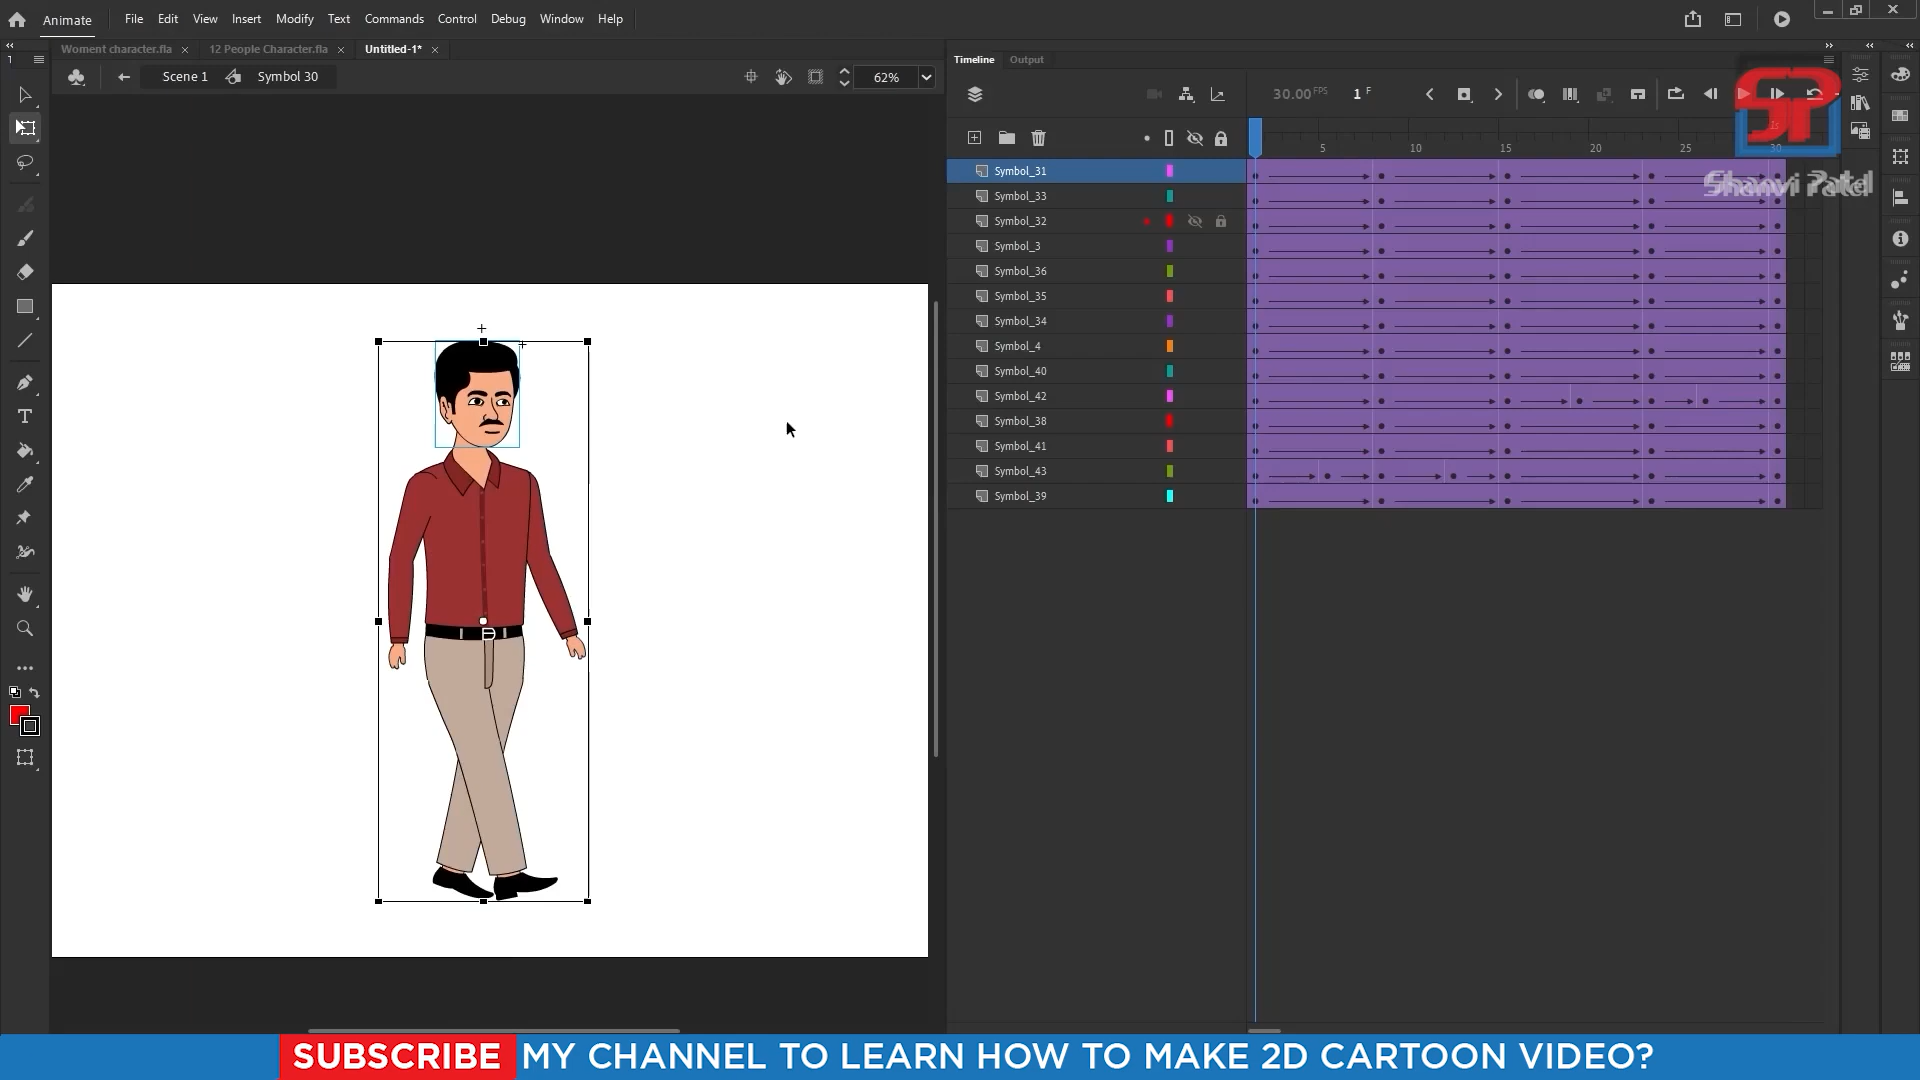 Animate File Edit View Insert Modify Text Commands Control Debug Window Help
Woment character.fla 12 People Character.fla Untitled-1*
Scene 1 Symbol 30 62%
Timeline Output
30.00 FPS 1 F
5 10 15 20 25 30
1s
SP
Shanvi Patel
Symbol_31
Symbol_33
Symbol_32
Symbol_3
Symbol_36
Symbol_35
Symbol_34
Symbol_4
Symbol_40
Symbol_42
Symbol_38
Symbol_41
Symbol_43
Symbol_39
SUBSCRIBE MY CHANNEL TO LEARN HOW TO MAKE 2D CARTOON VIDEO?